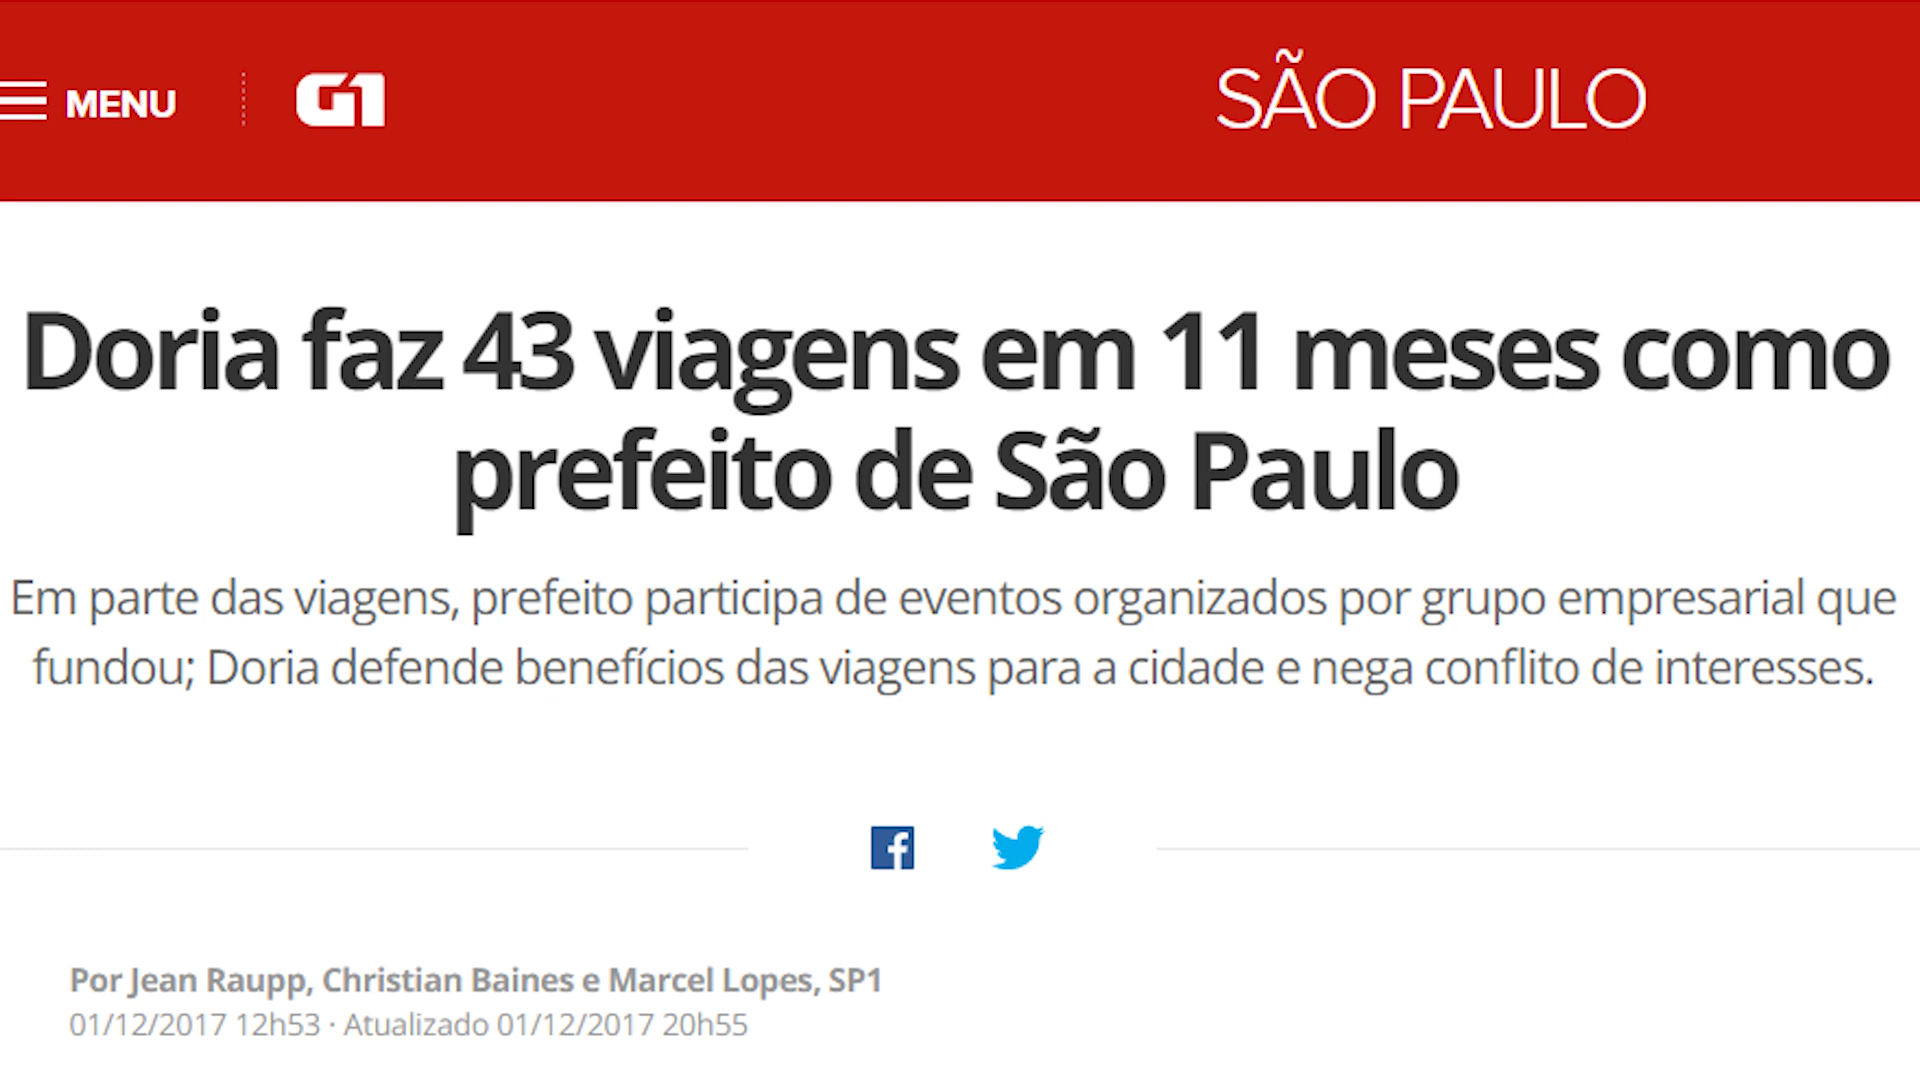 MENU
G1
SÃO PAULO
Doria faz 43 viagens em 11 meses como
prefeito de São Paulo
Em parte das viagens, prefeito participa de eventos organizados por grupo empresarial que
fundou; Doria defende benefícios das viagens para a cidade e nega conflito de interesses.
Por Jean Raupp, Christian Baines e Marcel Lopes, SP1
01/12/2017 12h53 · Atualizado 01/12/2017 20h55